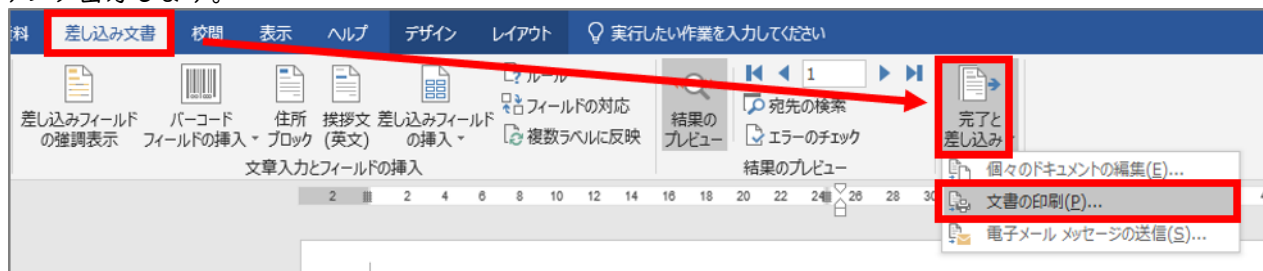 します。
料 差し込み文書 校閲 表示 ヘルプ デザイン レイアウト 実行したい作業を入力してください
差し込みフィールドの強調表示 バーコード フィールドの挿入 住所ブロック 挨拶文(英文) 差し込みフィールドの挿入
ルール
フィールドの対応
複数ラベルに反映
結果のプレビュー
1
宛先の検索
エラーのチェック
完了と差し込み
文章入力とフィールドの挿入 結果のプレビュー
個々のドキュメントの編集(E)...
2 2 4 6 8 10 12 14 16 18 20 22 24 26 28 30
文書の印刷(P)...
電子メール メッセージの送信(S)...